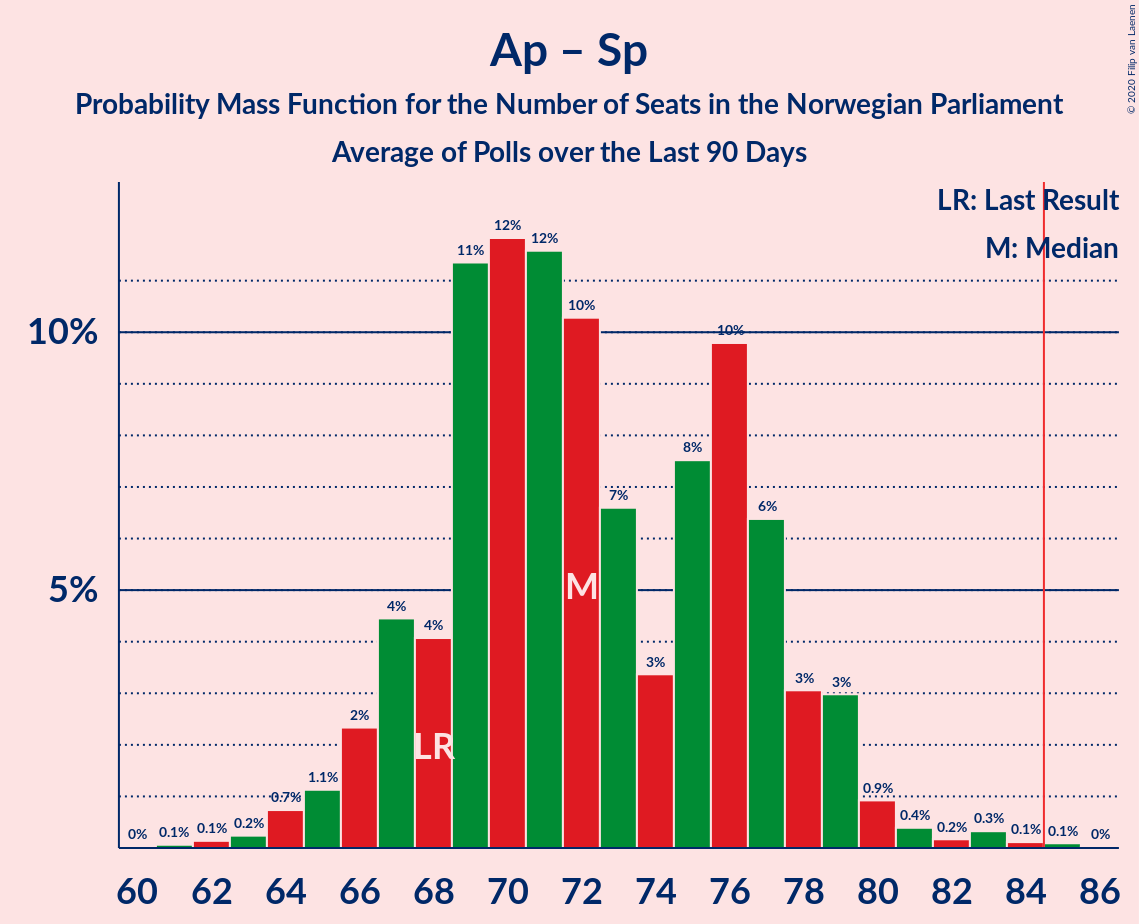 © 2020 Filip van Laenen
Ap – Sp
Probability Mass Function for the Number of Seats in the Norwegian Parliament
Average of Polls over the Last 90 Days
LR: Last Result
M: Median
10%
5%
0% 0.1% 0.1% 0.2% 0.7% 1.1% 2% 4% 4% 11% 12% 12% 10% 7% 3% 8% 10% 6% 3% 3% 0.9% 0.4% 0.2% 0.3% 0.1% 0.1% 0%
M
LR
60 62 64 66 68 70 72 74 76 78 80 82 84 86